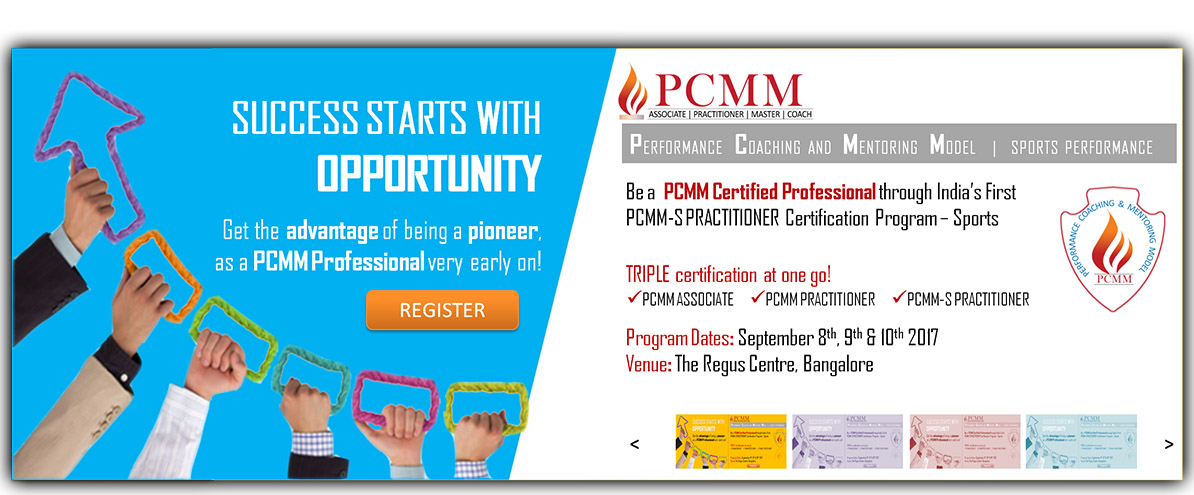 SUCCESS STARTS WITH
OPPORTUNITY
Get the advantage of being a pioneer,
as a PCMM Professional very early on!
REGISTER
PCMM
ASSOCIATE | PRACTITIONER | MASTER | COACH
PERFORMANCE COACHING AND MENTORING MODEL | SPORTS PERFORMANCE
Be a PCMM Certified Professional through India's First
PCMM-S PRACTITIONER Certification Program – Sports
PERFORMANCE COACHING & MENTORING MODEL
PCMM
TRIPLE certification at one go!
✓PCMM ASSOCIATE ✓PCMM PRACTITIONER ✓PCMM-S PRACTITIONER
Program Dates: September 8th, 9th & 10th 2017
Venue: The Regus Centre, Bangalore
< >